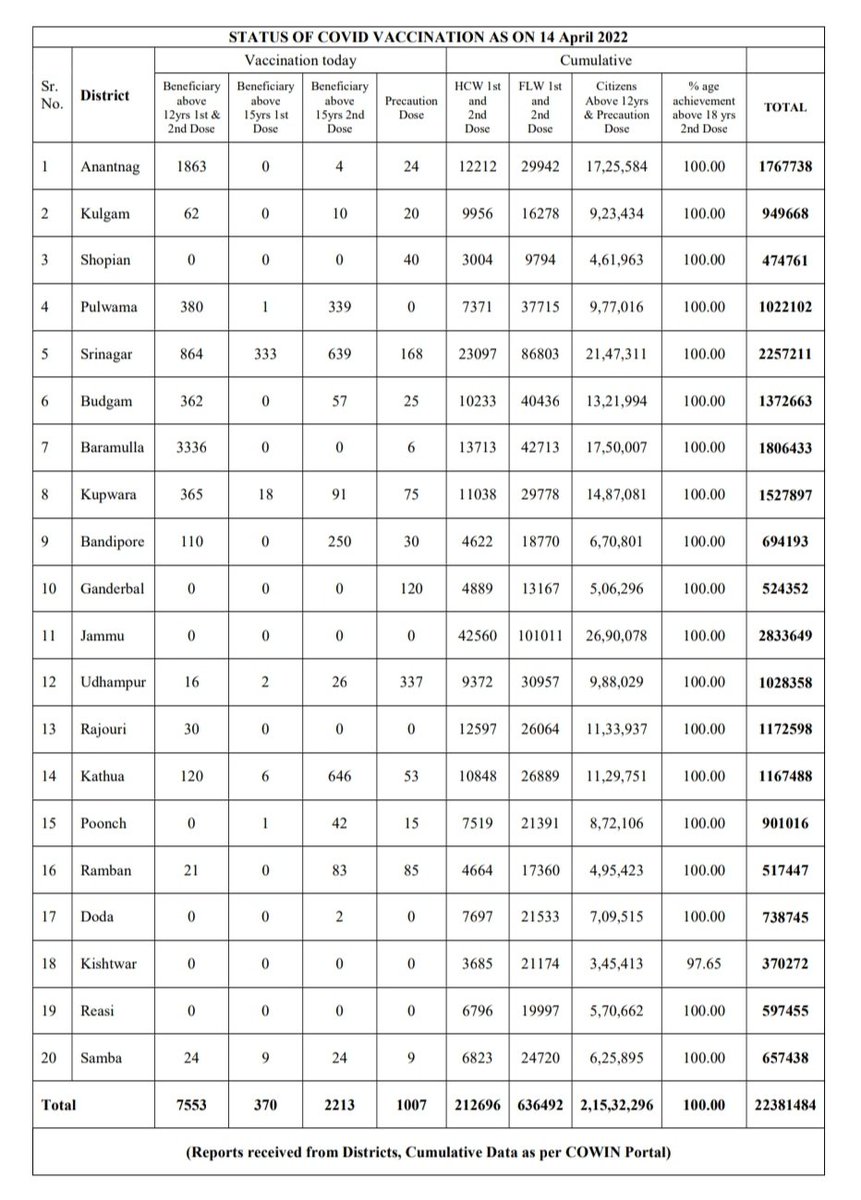 STATUS OF COVID VACCINATION AS ON 14 April 2022
Sr. No. District Vaccination today Cumulative
Beneficiary above 12yrs 1st & 2nd Dose Beneficiary above 15yrs 1st Dose Beneficiary above 15yrs 2nd Dose Precaution Dose HCW 1st and 2nd Dose FLW 1st and 2nd Dose Citizens Above 12yrs & Precaution Dose % age achievement above 18 yrs 2nd Dose TOTAL
1 Anantnag 1863 0 4 24 12212 29942 17,25,584 100.00 1767738
2 Kulgam 62 0 10 20 9956 16278 9,23,434 100.00 949668
3 Shopian 0 0 0 40 3004 9794 4,61,963 100.00 474761
4 Pulwama 380 1 339 0 7371 37715 9,77,016 100.00 1022102
5 Srinagar 864 333 639 168 23097 86803 21,47,311 100.00 2257211
6 Budgam 362 0 57 25 10233 40436 13,21,994 100.00 1372663
7 Baramulla 3336 0 0 6 13713 42713 17,50,007 100.00 1806433
8 Kupwara 365 18 91 75 11038 29778 14,87,081 100.00 1527897
9 Bandipore 110 0 250 30 4622 18770 6,70,801 100.00 694193
10 Ganderbal 0 0 0 120 4889 13167 5,06,296 100.00 524352
11 Jammu 0 0 0 0 42560 101011 26,90,078 100.00 2833649
12 Udhampur 16 2 26 337 9372 30957 9,88,029 100.00 1028358
13 Rajouri 30 0 0 0 12597 26064 11,33,937 100.00 1172598
14 Kathua 120 6 646 53 10848 26889 11,29,751 100.00 1167488
15 Poonch 0 1 42 15 7519 21391 8,72,106 100.00 901016
16 Ramban 21 0 83 85 4664 17360 4,95,423 100.00 517447
17 Doda 0 0 2 0 7697 21533 7,09,515 100.00 738745
18 Kishtwar 0 0 0 0 3685 21174 3,45,413 97.65 370272
19 Reasi 0 0 0 0 6796 19997 5,70,662 100.00 597455
20 Samba 24 9 24 9 6823 24720 6,25,895 100.00 657438
Total 7553 370 2213 1007 212696 636492 2,15,32,296 100.00 22381484
(Reports received from Districts, Cumulative Data as per COWIN Portal)